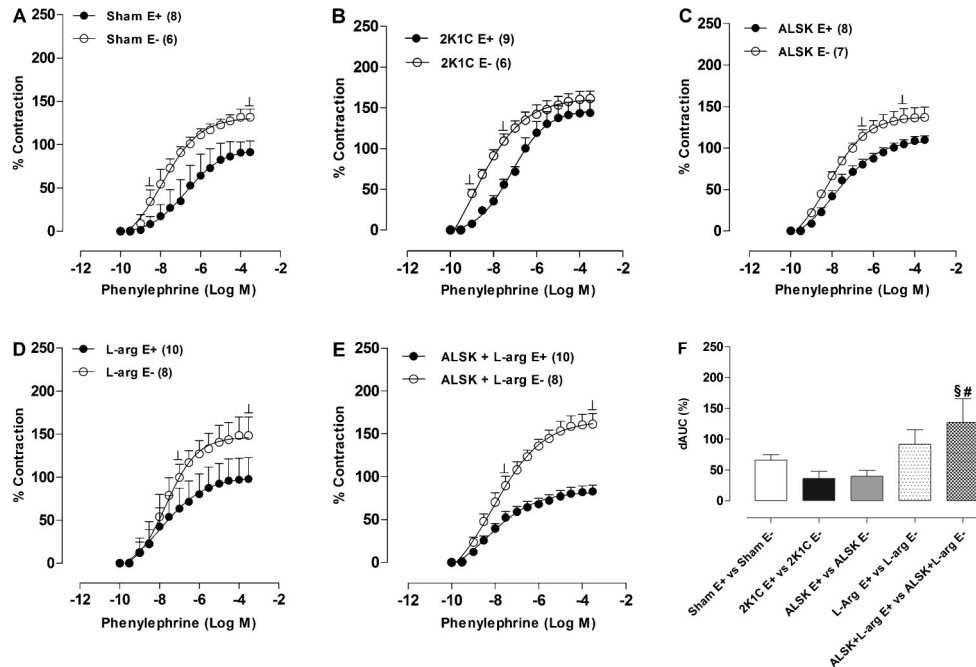 A
Sham E+ (8)
Sham E- (6)
250
200
150
100
50
0
% Contraction
⊥
⊥
-12 -10 -8 -6 -4 -2
Phenylephrine (Log M)
B
2K1C E+ (9)
2K1C E- (6)
250
200
150
100
50
0
% Contraction
⊥
⊥
-12 -10 -8 -6 -4 -2
Phenylephrine (Log M)
C
ALSK E+ (8)
ALSK E- (7)
250
200
150
100
50
0
% Contraction
⊥
⊥
-12 -10 -8 -6 -4 -2
Phenylephrine (Log M)
D
L-arg E+ (10)
L-arg E- (8)
250
200
150
100
50
0
% Contraction
⊥
⊥
-12 -10 -8 -6 -4 -2
Phenylephrine (Log M)
E
ALSK + L-arg E+ (10)
ALSK + L-arg E- (8)
250
200
150
100
50
0
% Contraction
⊥
⊥
-12 -10 -8 -6 -4 -2
Phenylephrine (Log M)
F
250
200
150
100
50
0
dAUC (%)
§#
Sham E+ vs Sham E-
2K1C E+ vs 2K1C E-
ALSK E+ vs ALSK E-
L-Arg E+ vs L-arg E-
ALSK+L-arg E+ vs ALSK+L-arg E-